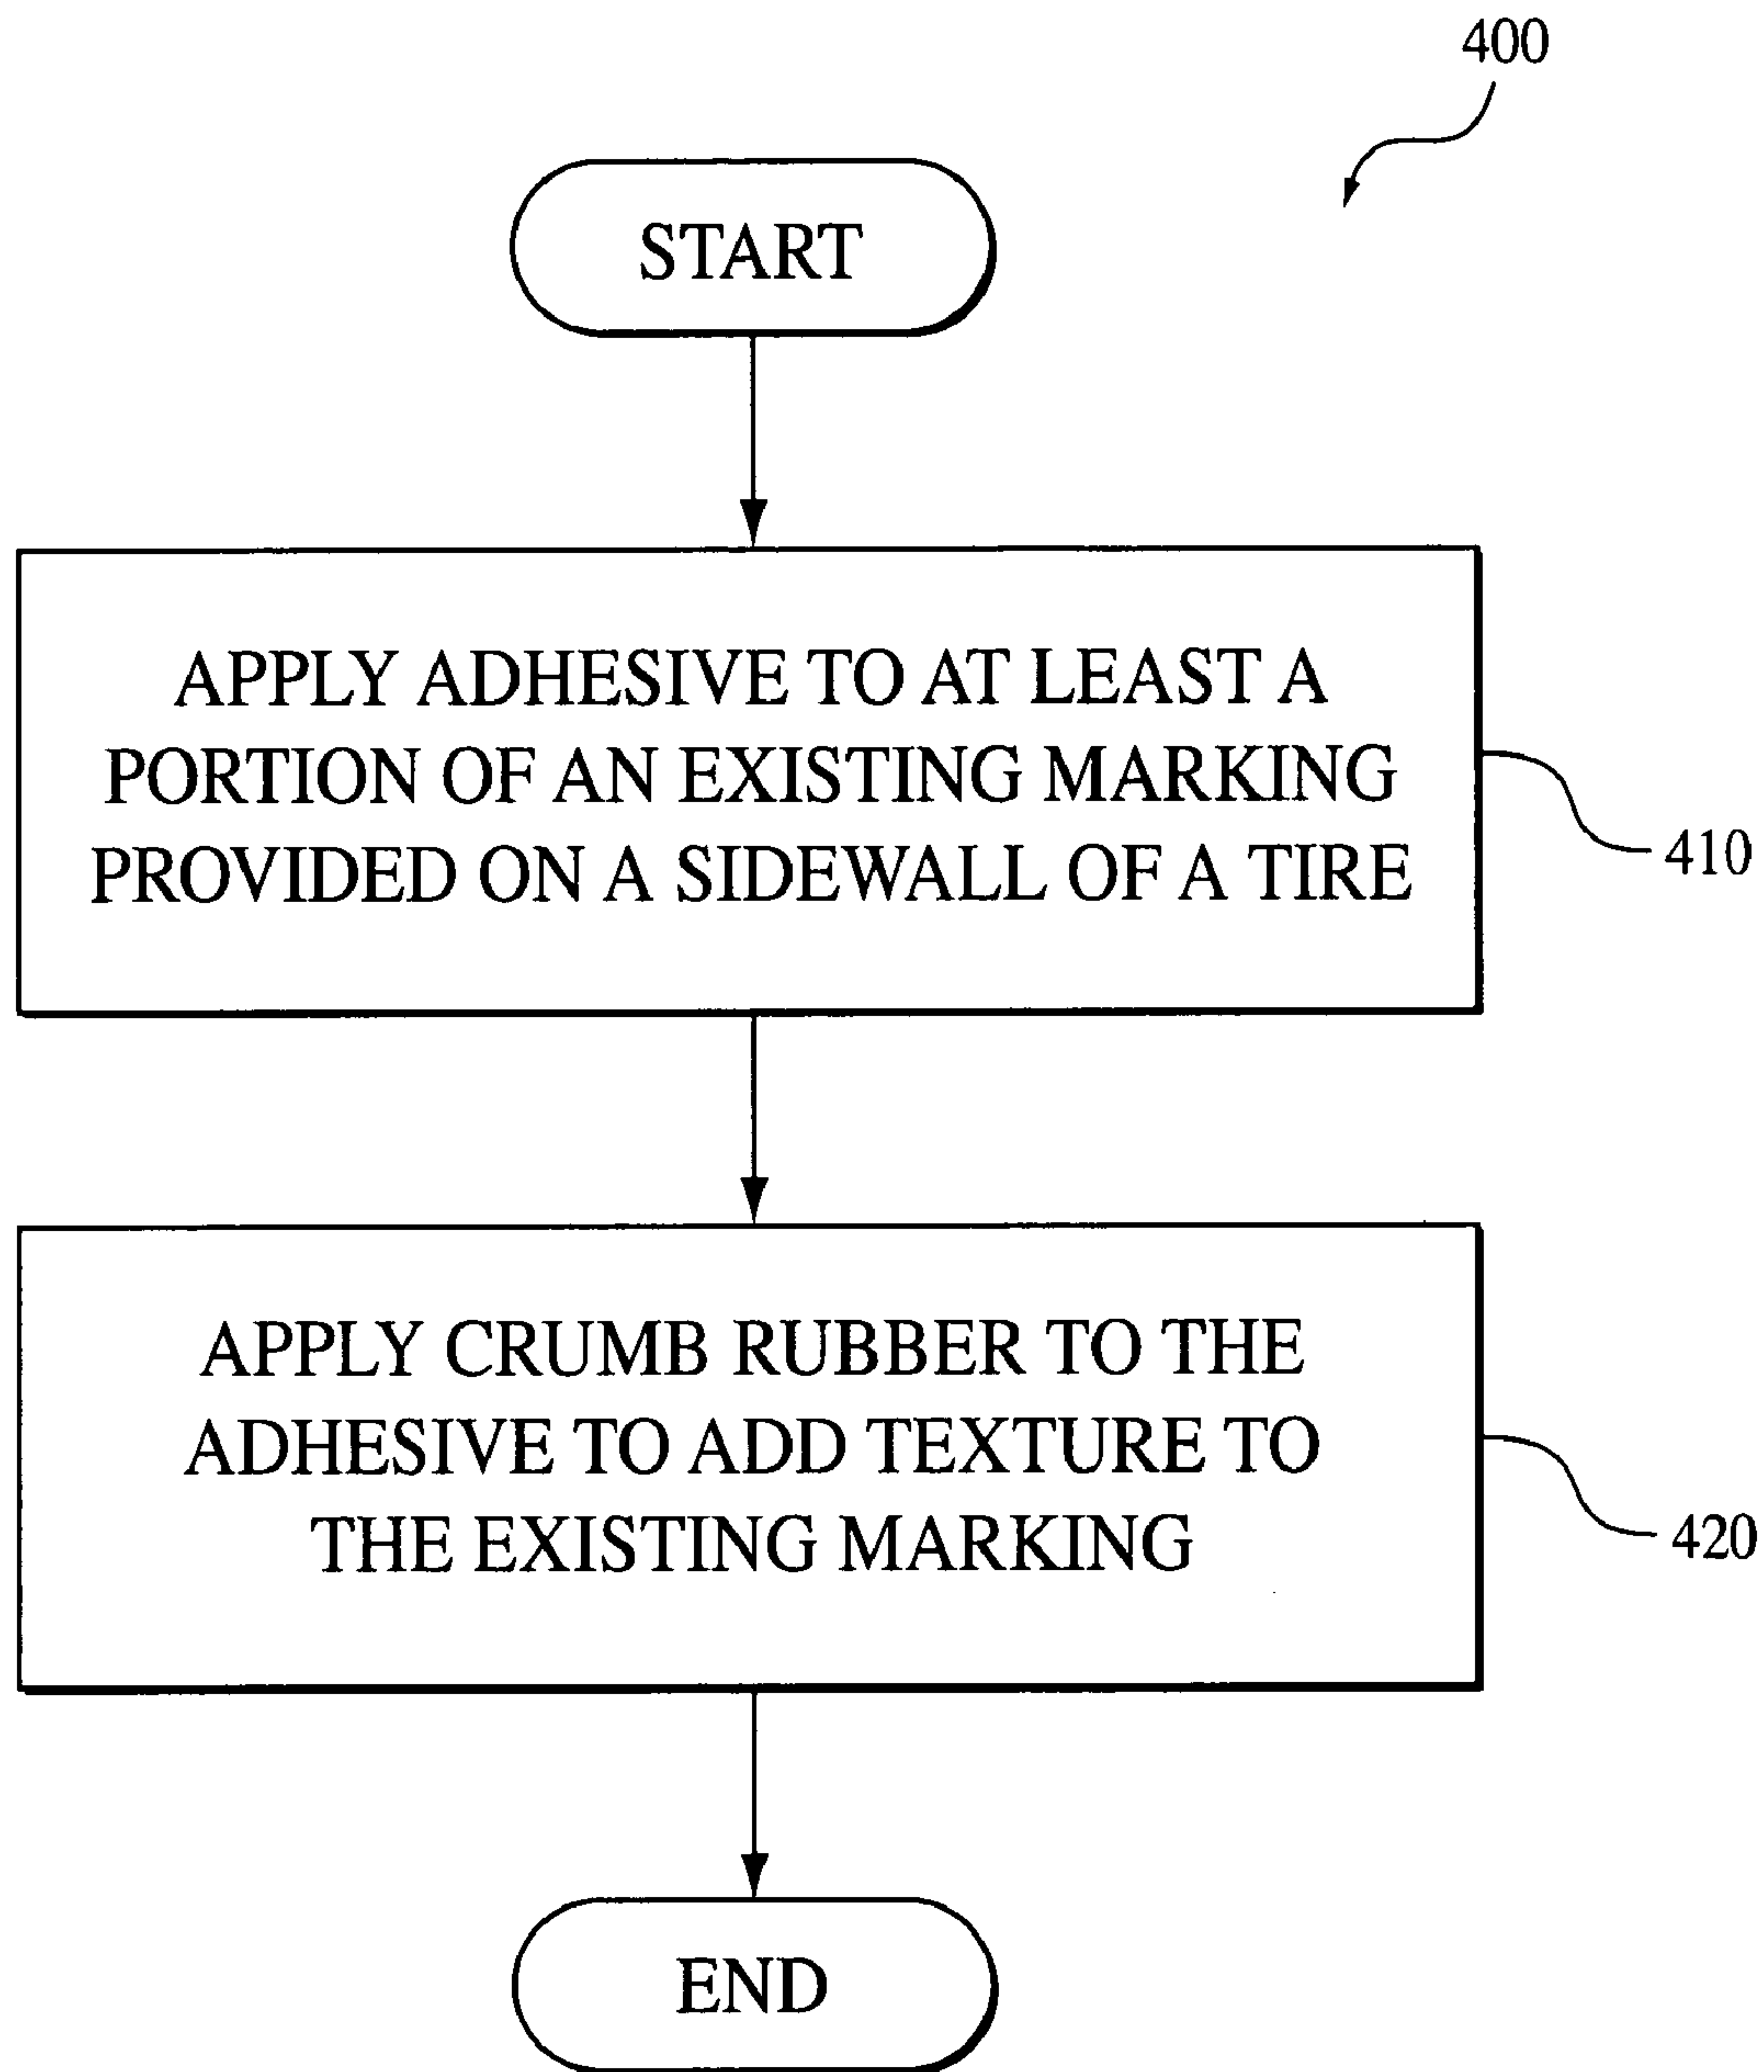 400
START
APPLY ADHESIVE TO AT LEAST A
PORTION OF AN EXISTING MARKING
PROVIDED ON A SIDEWALL OF A TIRE
410
APPLY CRUMB RUBBER TO THE
ADHESIVE TO ADD TEXTURE TO
THE EXISTING MARKING
420
END